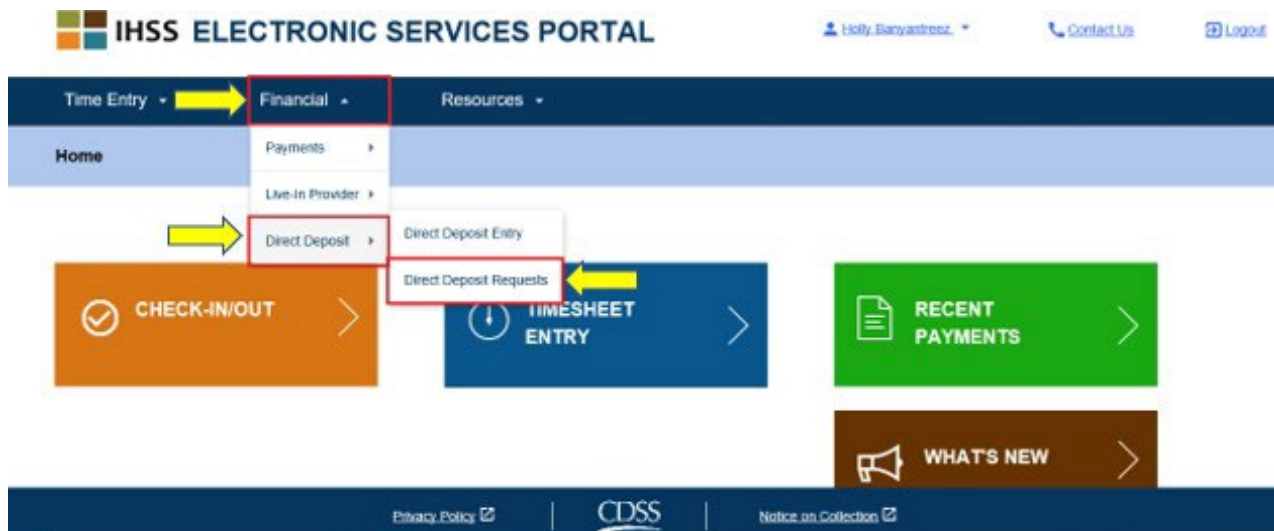 IHSS ELECTRONIC SERVICES PORTAL
Holly Banyantreez
Contact Us
Logout
Time Entry
Financial
Resources
Home
Payments
Live-In Provider
Direct Deposit
Direct Deposit Entry
Direct Deposit Requests
CHECK-IN/OUT
TIMESHEET
ENTRY
RECENT
PAYMENTS
WHAT'S NEW
Privacy Policy
CDSS
Notice on Collection